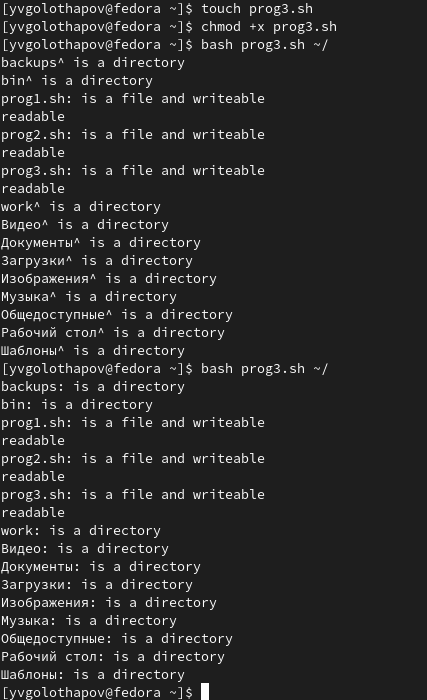 [yvgolothapov@fedora ~]$ touch prog3.sh
[yvgolothapov@fedora ~]$ chmod +x prog3.sh
[yvgolothapov@fedora ~]$ bash prog3.sh ~/
backups^ is a directory
bin^ is a directory
prog1.sh: is a file and writeable
readable
prog2.sh: is a file and writeable
readable
prog3.sh: is a file and writeable
readable
work^ is a directory
Видео^ is a directory
Документы^ is a directory
Загрузки^ is a directory
Изображения^ is a directory
Музыка^ is a directory
Общедоступные^ is a directory
Рабочий стол^ is a directory
Шаблоны^ is a directory
[yvgolothapov@fedora ~]$ bash prog3.sh ~/
backups: is a directory
bin: is a directory
prog1.sh: is a file and writeable
readable
prog2.sh: is a file and writeable
readable
prog3.sh: is a file and writeable
readable
work: is a directory
Видео: is a directory
Документы: is a directory
Загрузки: is a directory
Изображения: is a directory
Музыка: is a directory
Общедоступные: is a directory
Рабочий стол: is a directory
Шаблоны: is a directory
[yvgolothapov@fedora ~]$